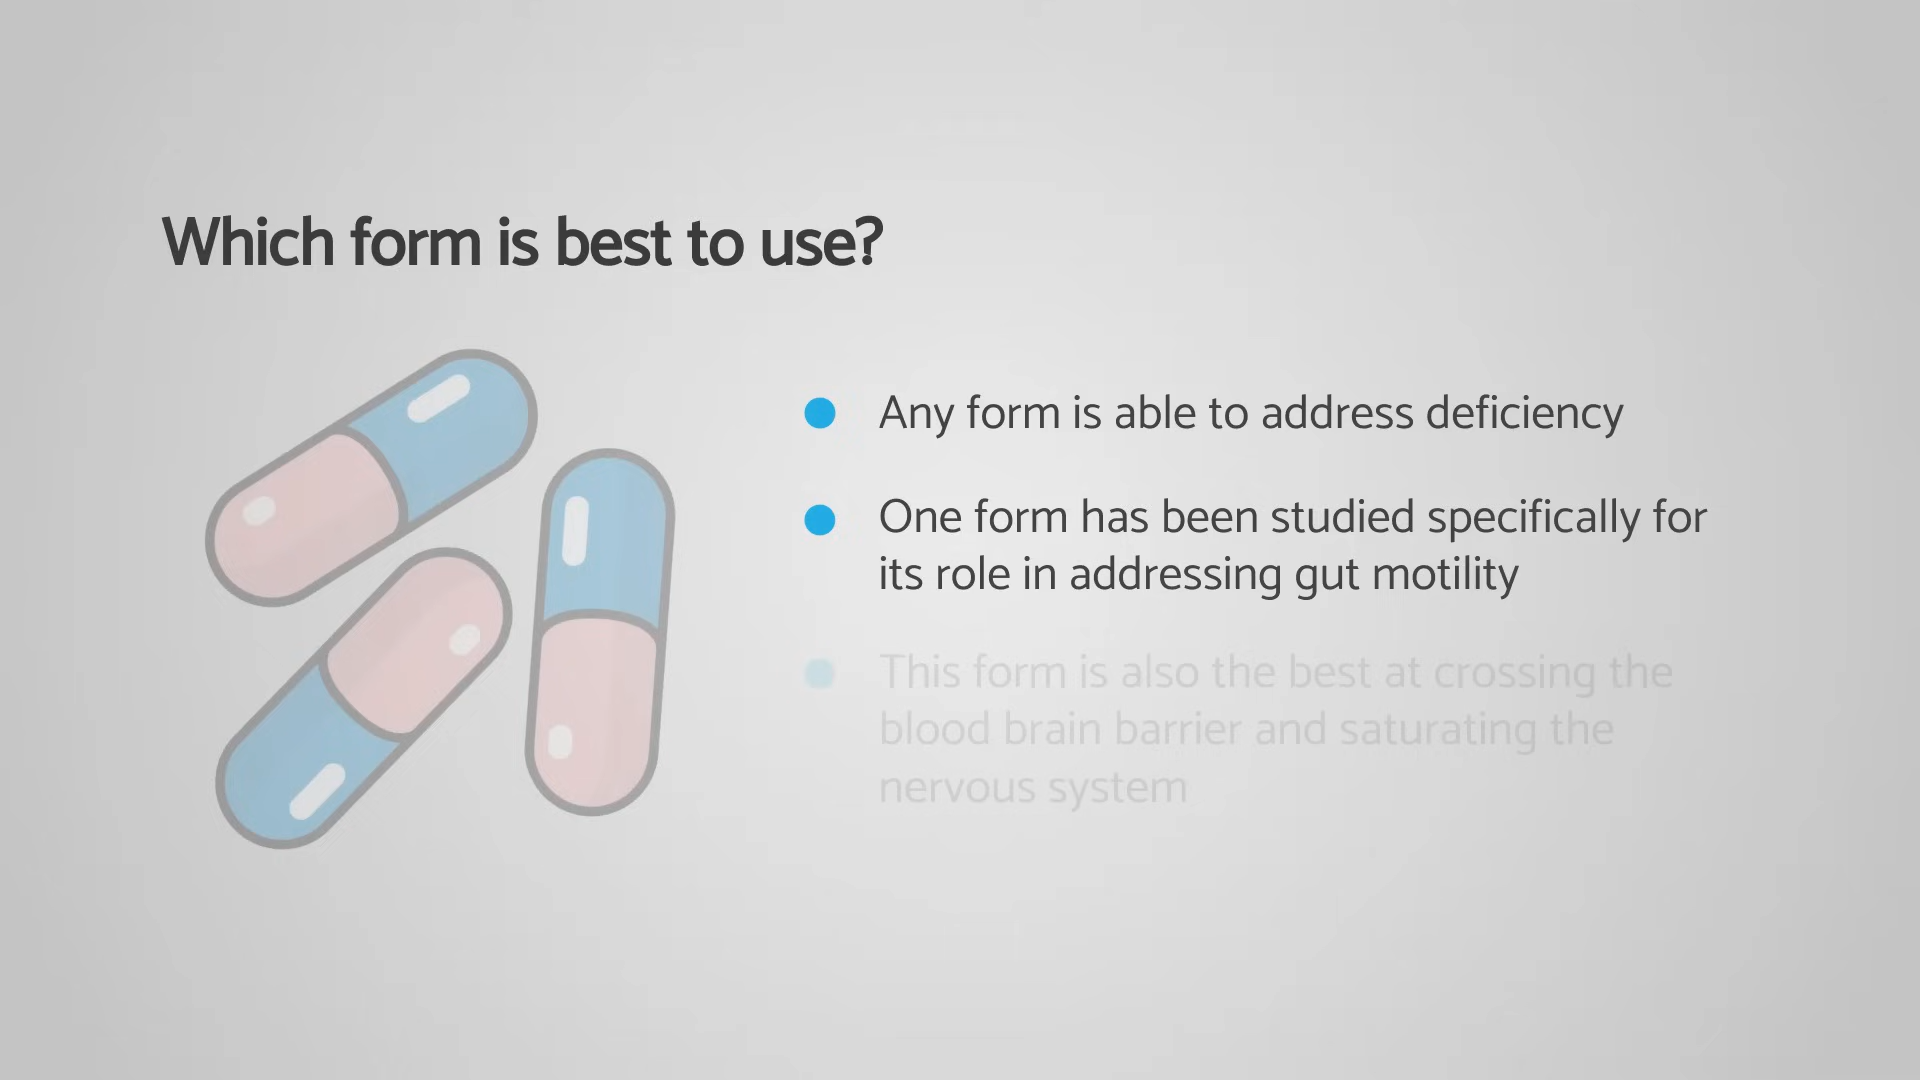 Which form is best to use?
Any form is able to address deficiency
One form has been studied specifically for
its role in addressing gut motility
This form is also the best at crossing the
blood brain barrier and saturating the
nervous system